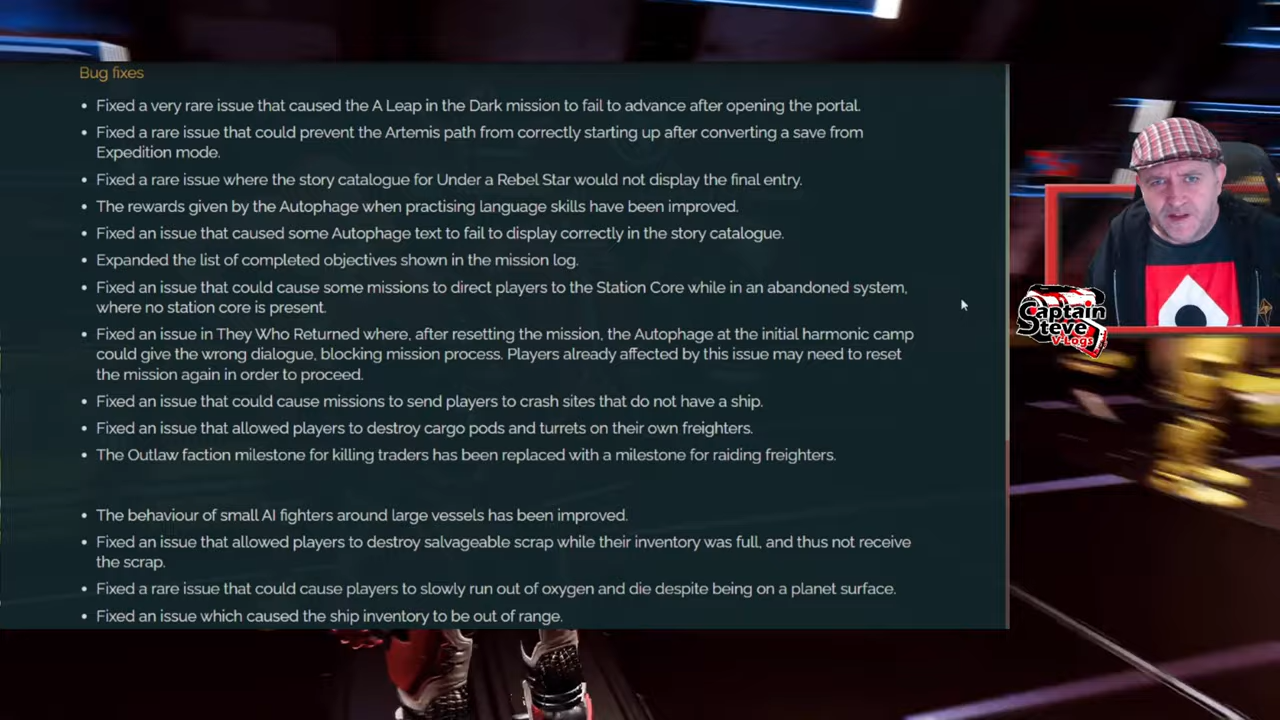 Bug fixes
• Fixed a very rare issue that caused the A Leap in the Dark mission to fail to advance after opening the portal.
• Fixed a rare issue that could prevent the Artemis path from correctly starting up after converting a save from
Expedition mode.
• Fixed a rare issue where the story catalogue for Under a Rebel Star would not display the final entry.
• The rewards given by the Autophage when practising language skills have been improved.
• Fixed an issue that caused some Autophage text to fail to display correctly in the story catalogue.
• Expanded the list of completed objectives shown in the mission log.
• Fixed an issue that could cause some missions to direct players to the Station Core while in an abandoned system,
where no station core is present.
• Fixed an issue in They Who Returned where, after resetting the mission, the Autophage at the initial harmonic camp
could give the wrong dialogue, blocking mission process. Players already affected by this issue may need to reset
the mission again in order to proceed.
• Fixed an issue that could cause missions to send players to crash sites that do not have a ship.
• Fixed an issue that allowed players to destroy cargo pods and turrets on their own freighters.
• The Outlaw faction milestone for killing traders has been replaced with a milestone for raiding freighters.
• The behaviour of small AI fighters around large vessels has been improved.
• Fixed an issue that allowed players to destroy salvageable scrap while their inventory was full, and thus not receive
the scrap.
• Fixed a rare issue that could cause players to slowly run out of oxygen and die despite being on a planet surface.
• Fixed an issue which caused the ship inventory to be out of range.
Captain
Steve
V-Logs